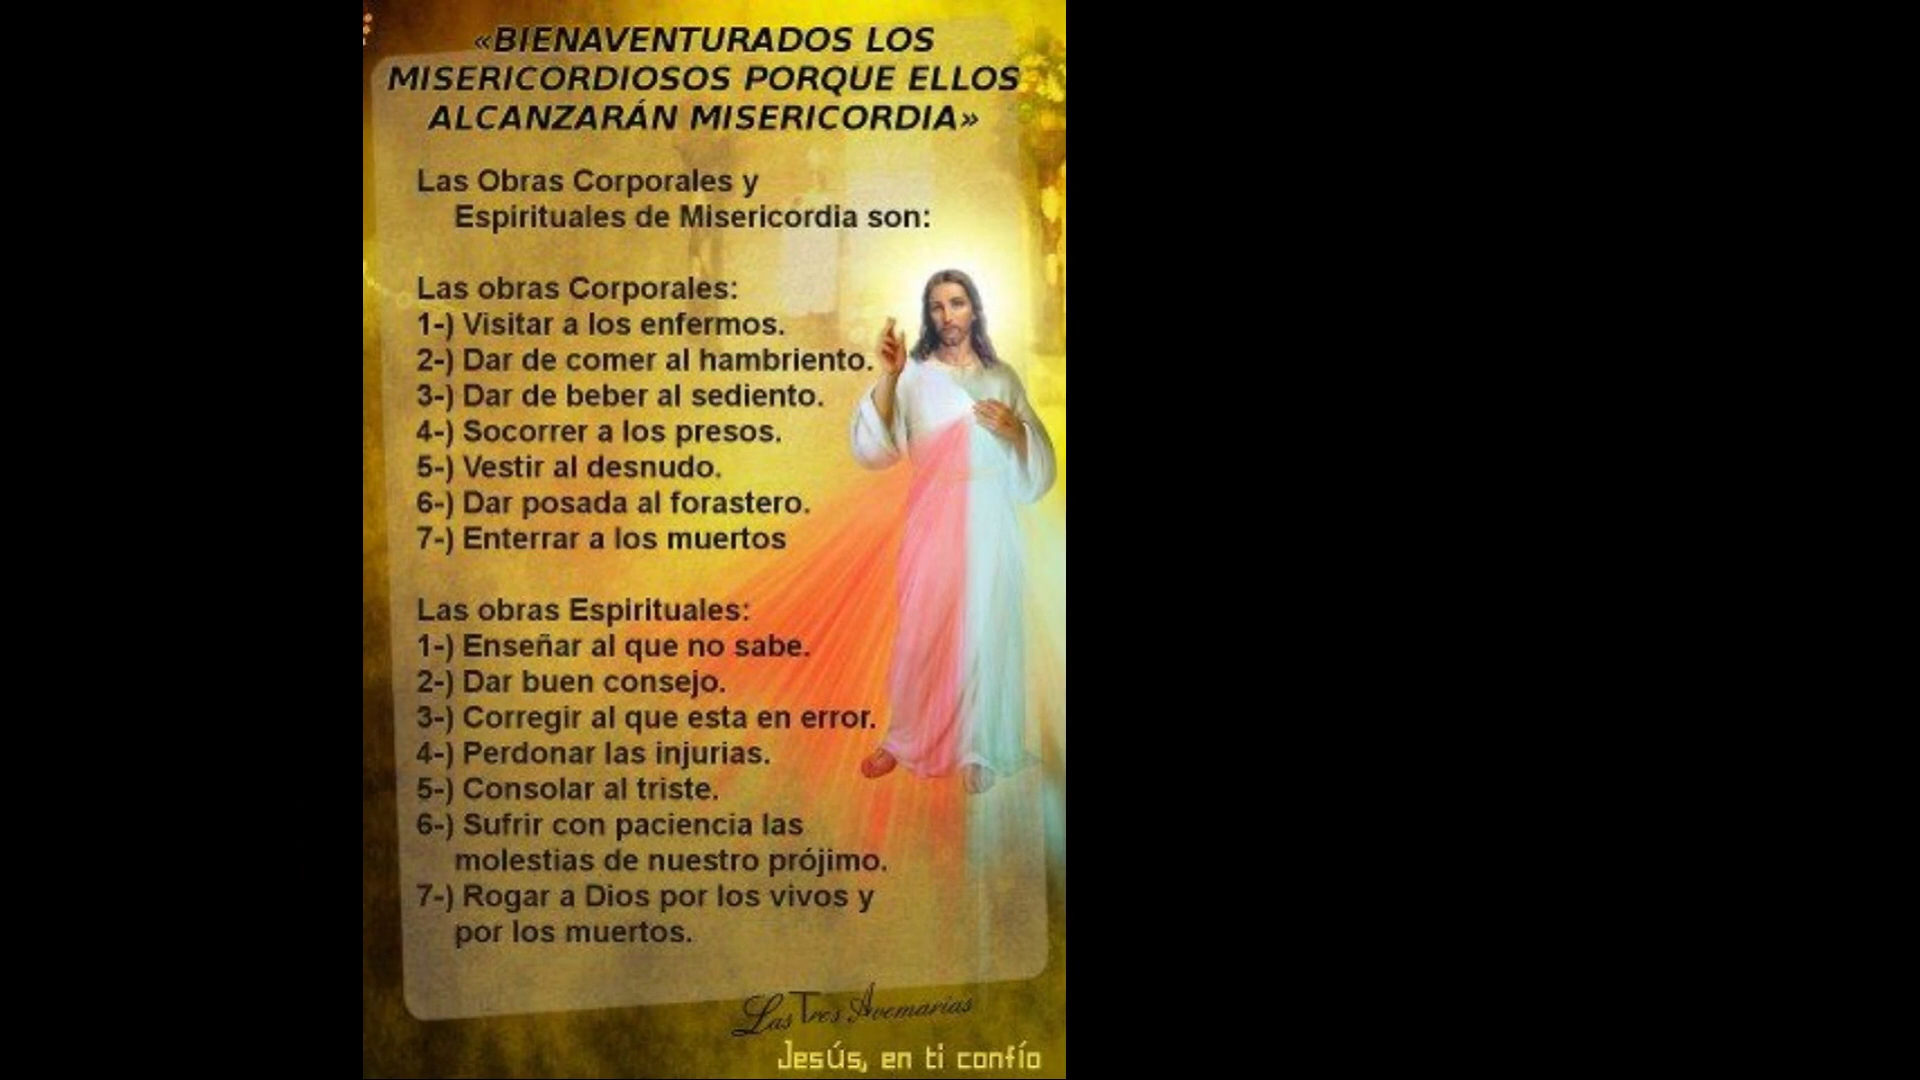 «BIENAVENTURADOS LOS
MISERICORDIOSOS PORQUE ELLOS
ALCANZARÁN MISERICORDIA»
Las Obras Corporales y
Espirituales de Misericordia son:
Las obras Corporales:
1-) Visitar a los enfermos.
2-) Dar de comer al hambriento.
3-) Dar de beber al sediento.
4-) Socorrer a los presos.
5-) Vestir al desnudo.
6-) Dar posada al forastero.
7-) Enterrar a los muertos
Las obras Espirituales:
1-) Enseñar al que no sabe.
2-) Dar buen consejo.
3-) Corregir al que esta en error.
4-) Perdonar las injurias.
5-) Consolar al triste.
6-) Sufrir con paciencia las
molestias de nuestro prójimo.
7-) Rogar a Dios por los vivos y
por los muertos.
Las Tres Avemarías
Jesús, en ti confío